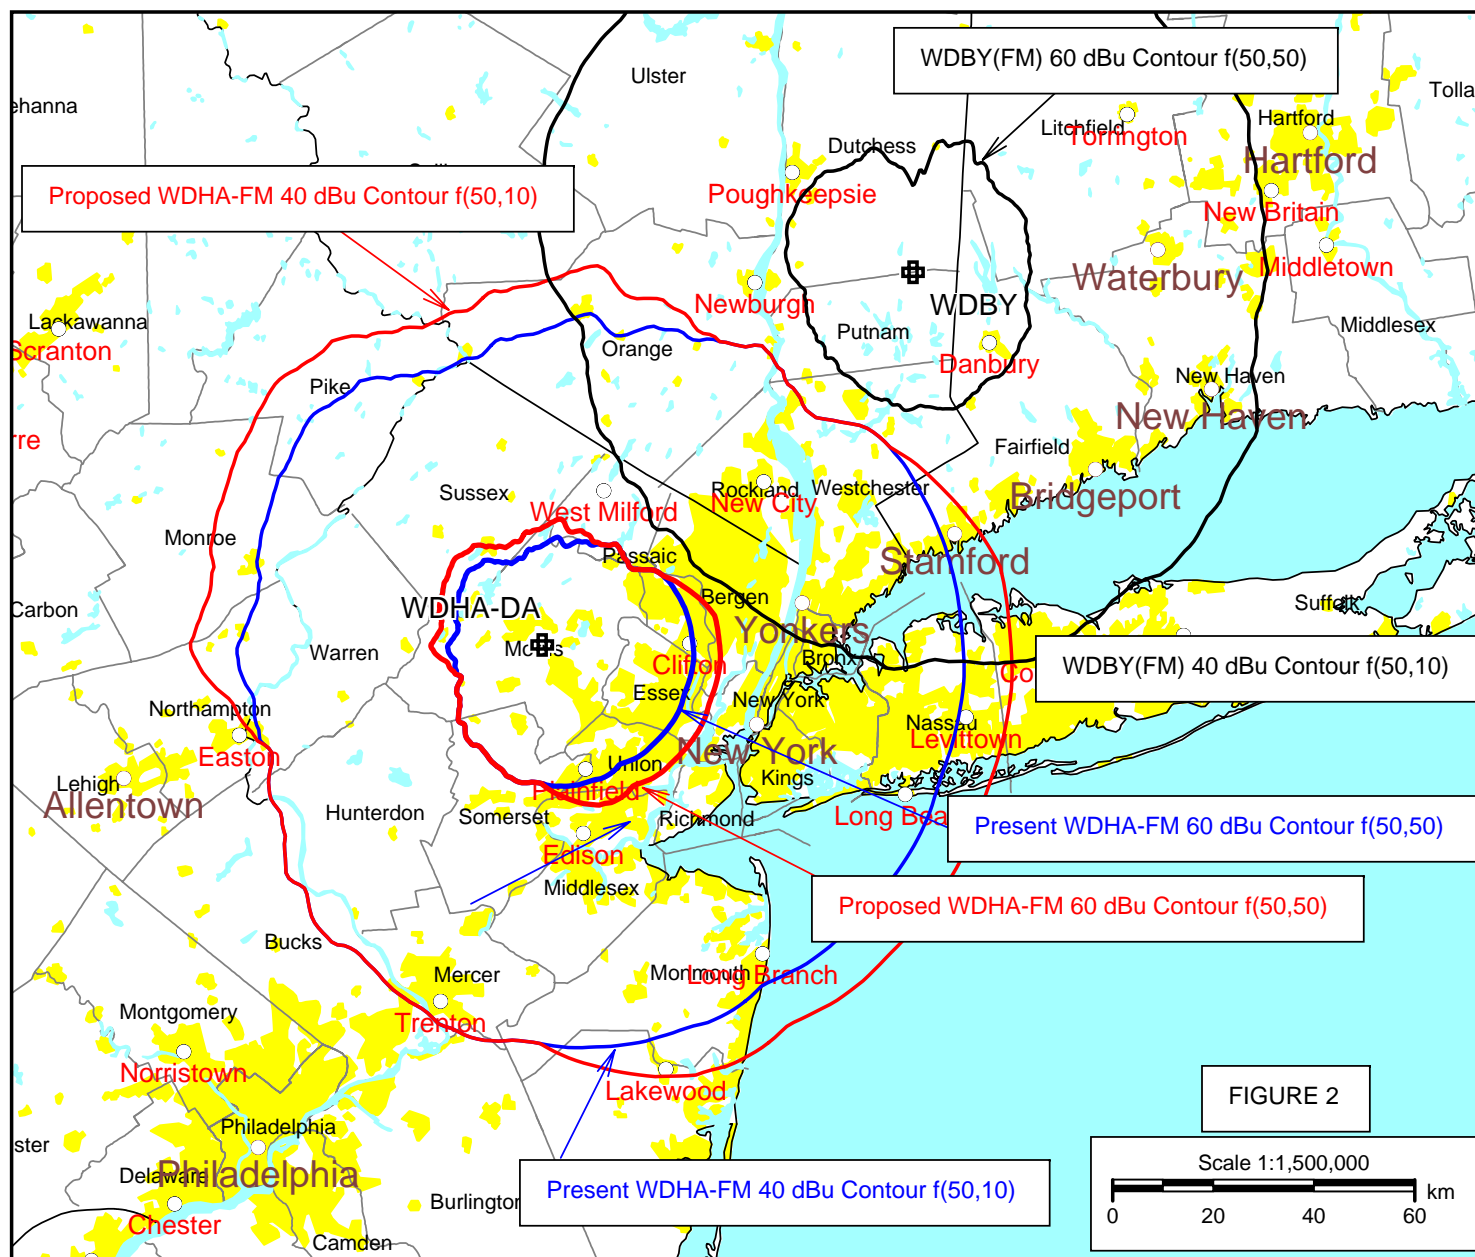 WDBY(FM) 60 dBu Contour f(50,50)
Ulster
Tolla
ehanna
Hartford
Litchfield
Torrington
Dutchess
Hartford
Proposed WDHA-FM 40 dBu Contour f(50,10)
Poughkeepsie
New Britain
Middletown
Waterbury
Newburgh
WDBY
Lackawanna
Scranton
Putnam
Middlesex
Orange
Danbury
Pike
New Haven
New Haven
rre
Fairfield
Sussex
Rockland
Westchester
New City
Bridgeport
West Milford
Monroe
Passaic
Stamford
Carbon
WDHA-DA
Bergen
Suffolk
Yonkers
Morris
Warren
Clifton
Bronx
WDBY(FM) 40 dBu Contour f(50,10)
Co
Essex
New York
Northampton
Nassau
Levittown
Easton
New York
Union
Kings
Lehigh
Plainfield
Allentown
Hunterdon
Somerset
Richmond
Long Bea
Present WDHA-FM 60 dBu Contour f(50,50)
Edison
Middlesex
Proposed WDHA-FM 60 dBu Contour f(50,50)
Bucks
Mercer
Monmouth
Long Branch
Montgomery
Trenton
Norristown
Lakewood
FIGURE 2
Philadelphia
ster
Scale 1:1,500,000
Delaware
Philadelphia
Present WDHA-FM 40 dBu Contour f(50,10)
km
Burlington
0 20 40 60
Chester
Camden